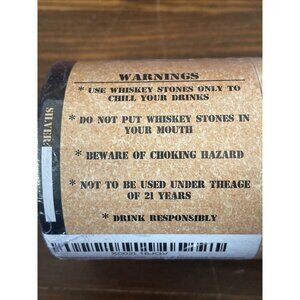 WARNINGS
* USE WHISKEY STONES ONLY TO
CHILL YOUR DRINKS
* DO NOT PUT WHISKEY STONES IN
YOUR MOUTH
* BEWARE OF CHOKING HAZARD
* NOT TO BE USED UNDER THEAGE
OF 21 YEARS
* DRINK RESPONSIBLY
SILVER